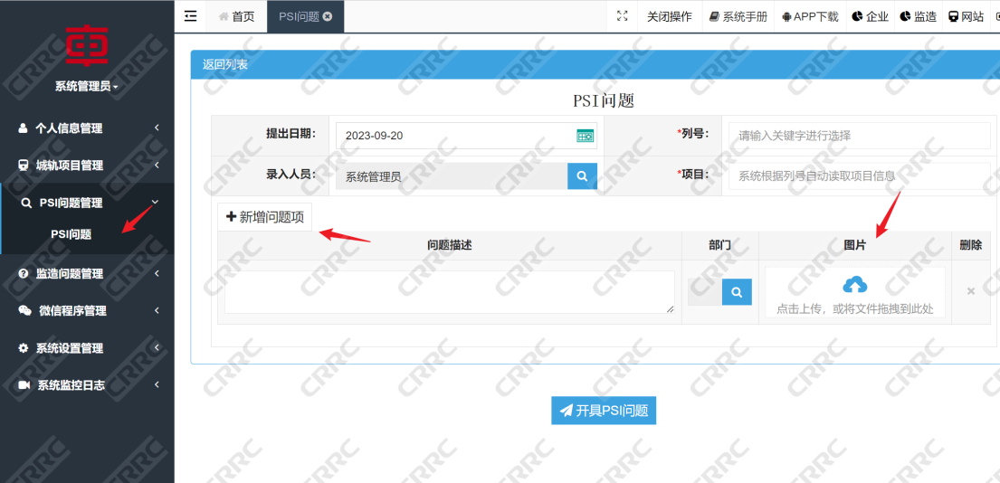 首页
PSI问题
关闭操作
系统手册
APP下载
企业
监造
网站
系统管理员
个人信息管理
城轨项目管理
PSI问题管理
PSI问题
监造问题管理
微信程序管理
系统设置管理
系统监控日志
返回列表
PSI问题
提出日期:
2023-09-20
*列号:
请输入关键字进行选择
录入人员:
系统管理员
*项目:
系统根据列号自动读取项目信息
新增问题项
问题描述
部门
图片
删除
点击上传，或将文件拖拽到此处
开具PSI问题
CRRC